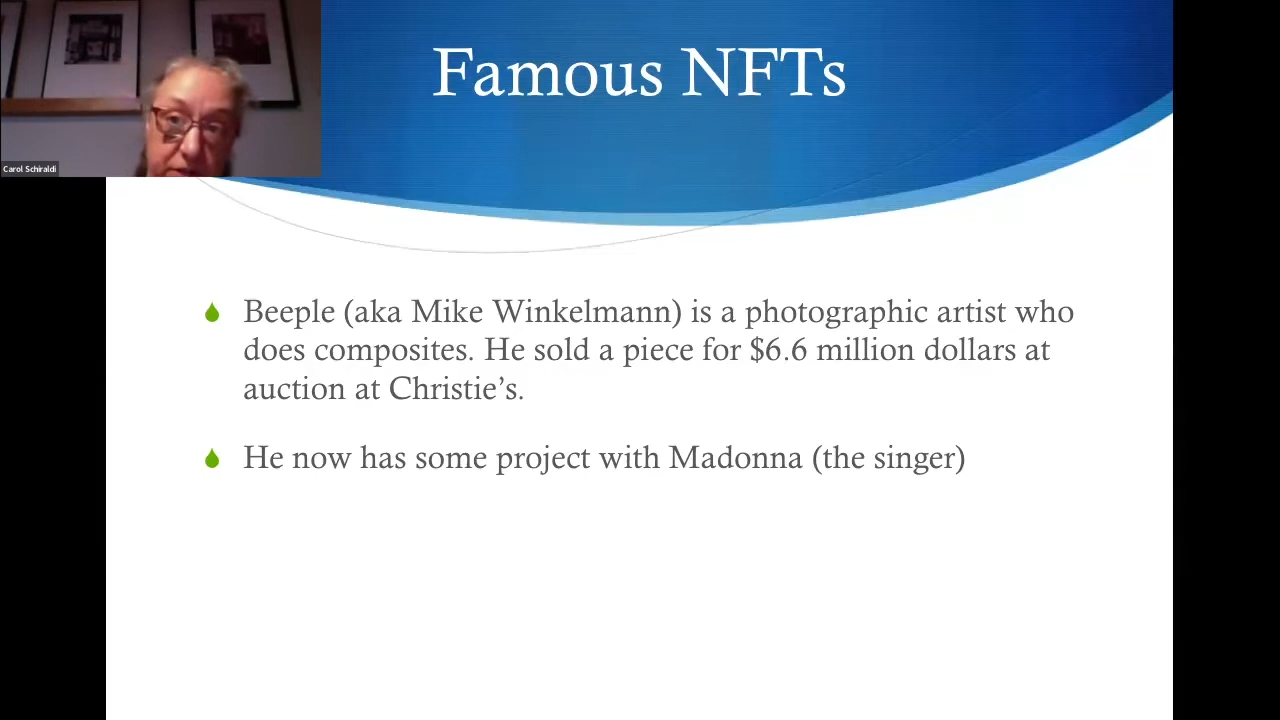 Famous NFTs
Carol Schiraldi
Beeple (aka Mike Winkelmann) is a photographic artist who
does composites. He sold a piece for $6.6 million dollars at
auction at Christie’s.
He now has some project with Madonna (the singer)